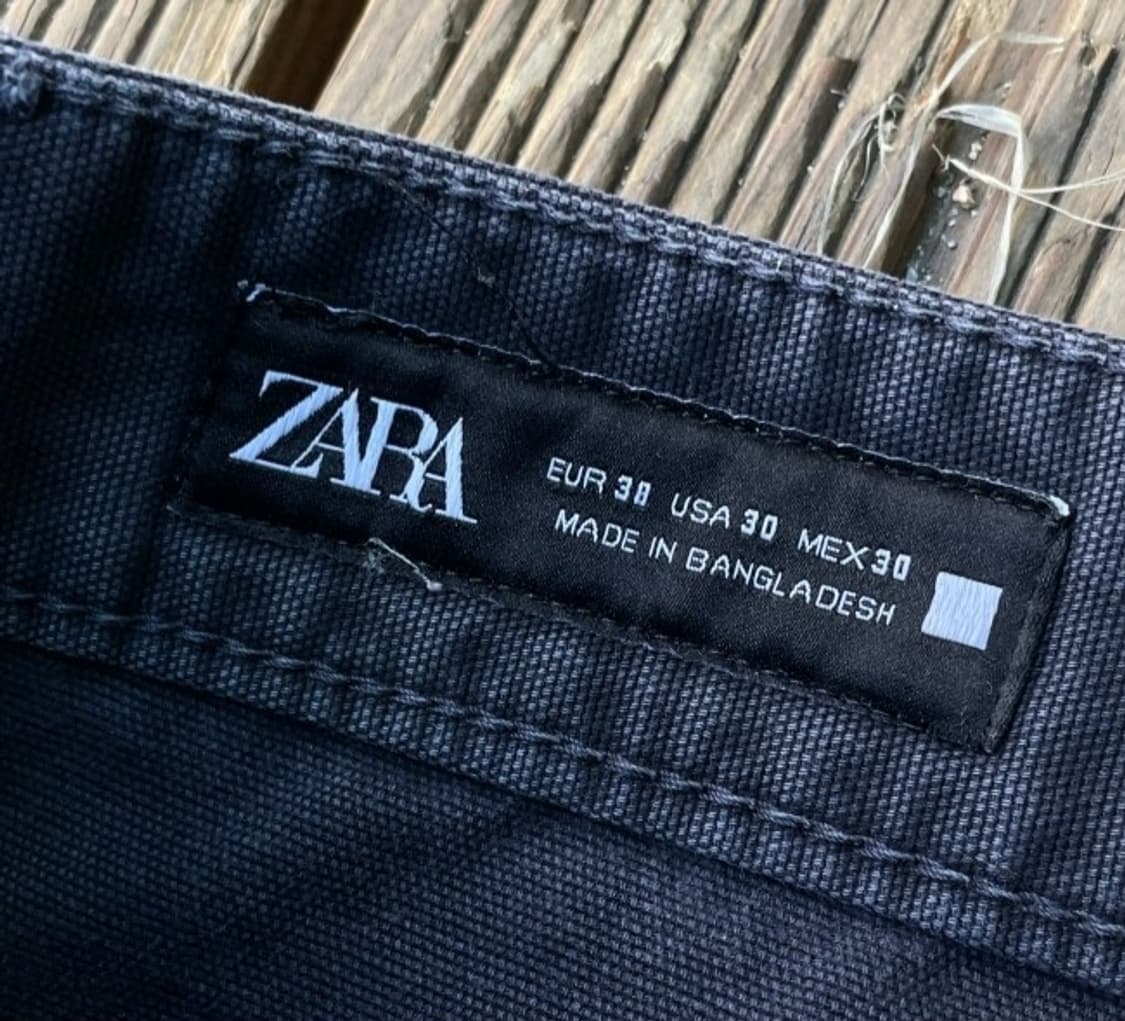 ZARA
EUR 38 USA 30 MEX 30
MADE IN BANGLADESH